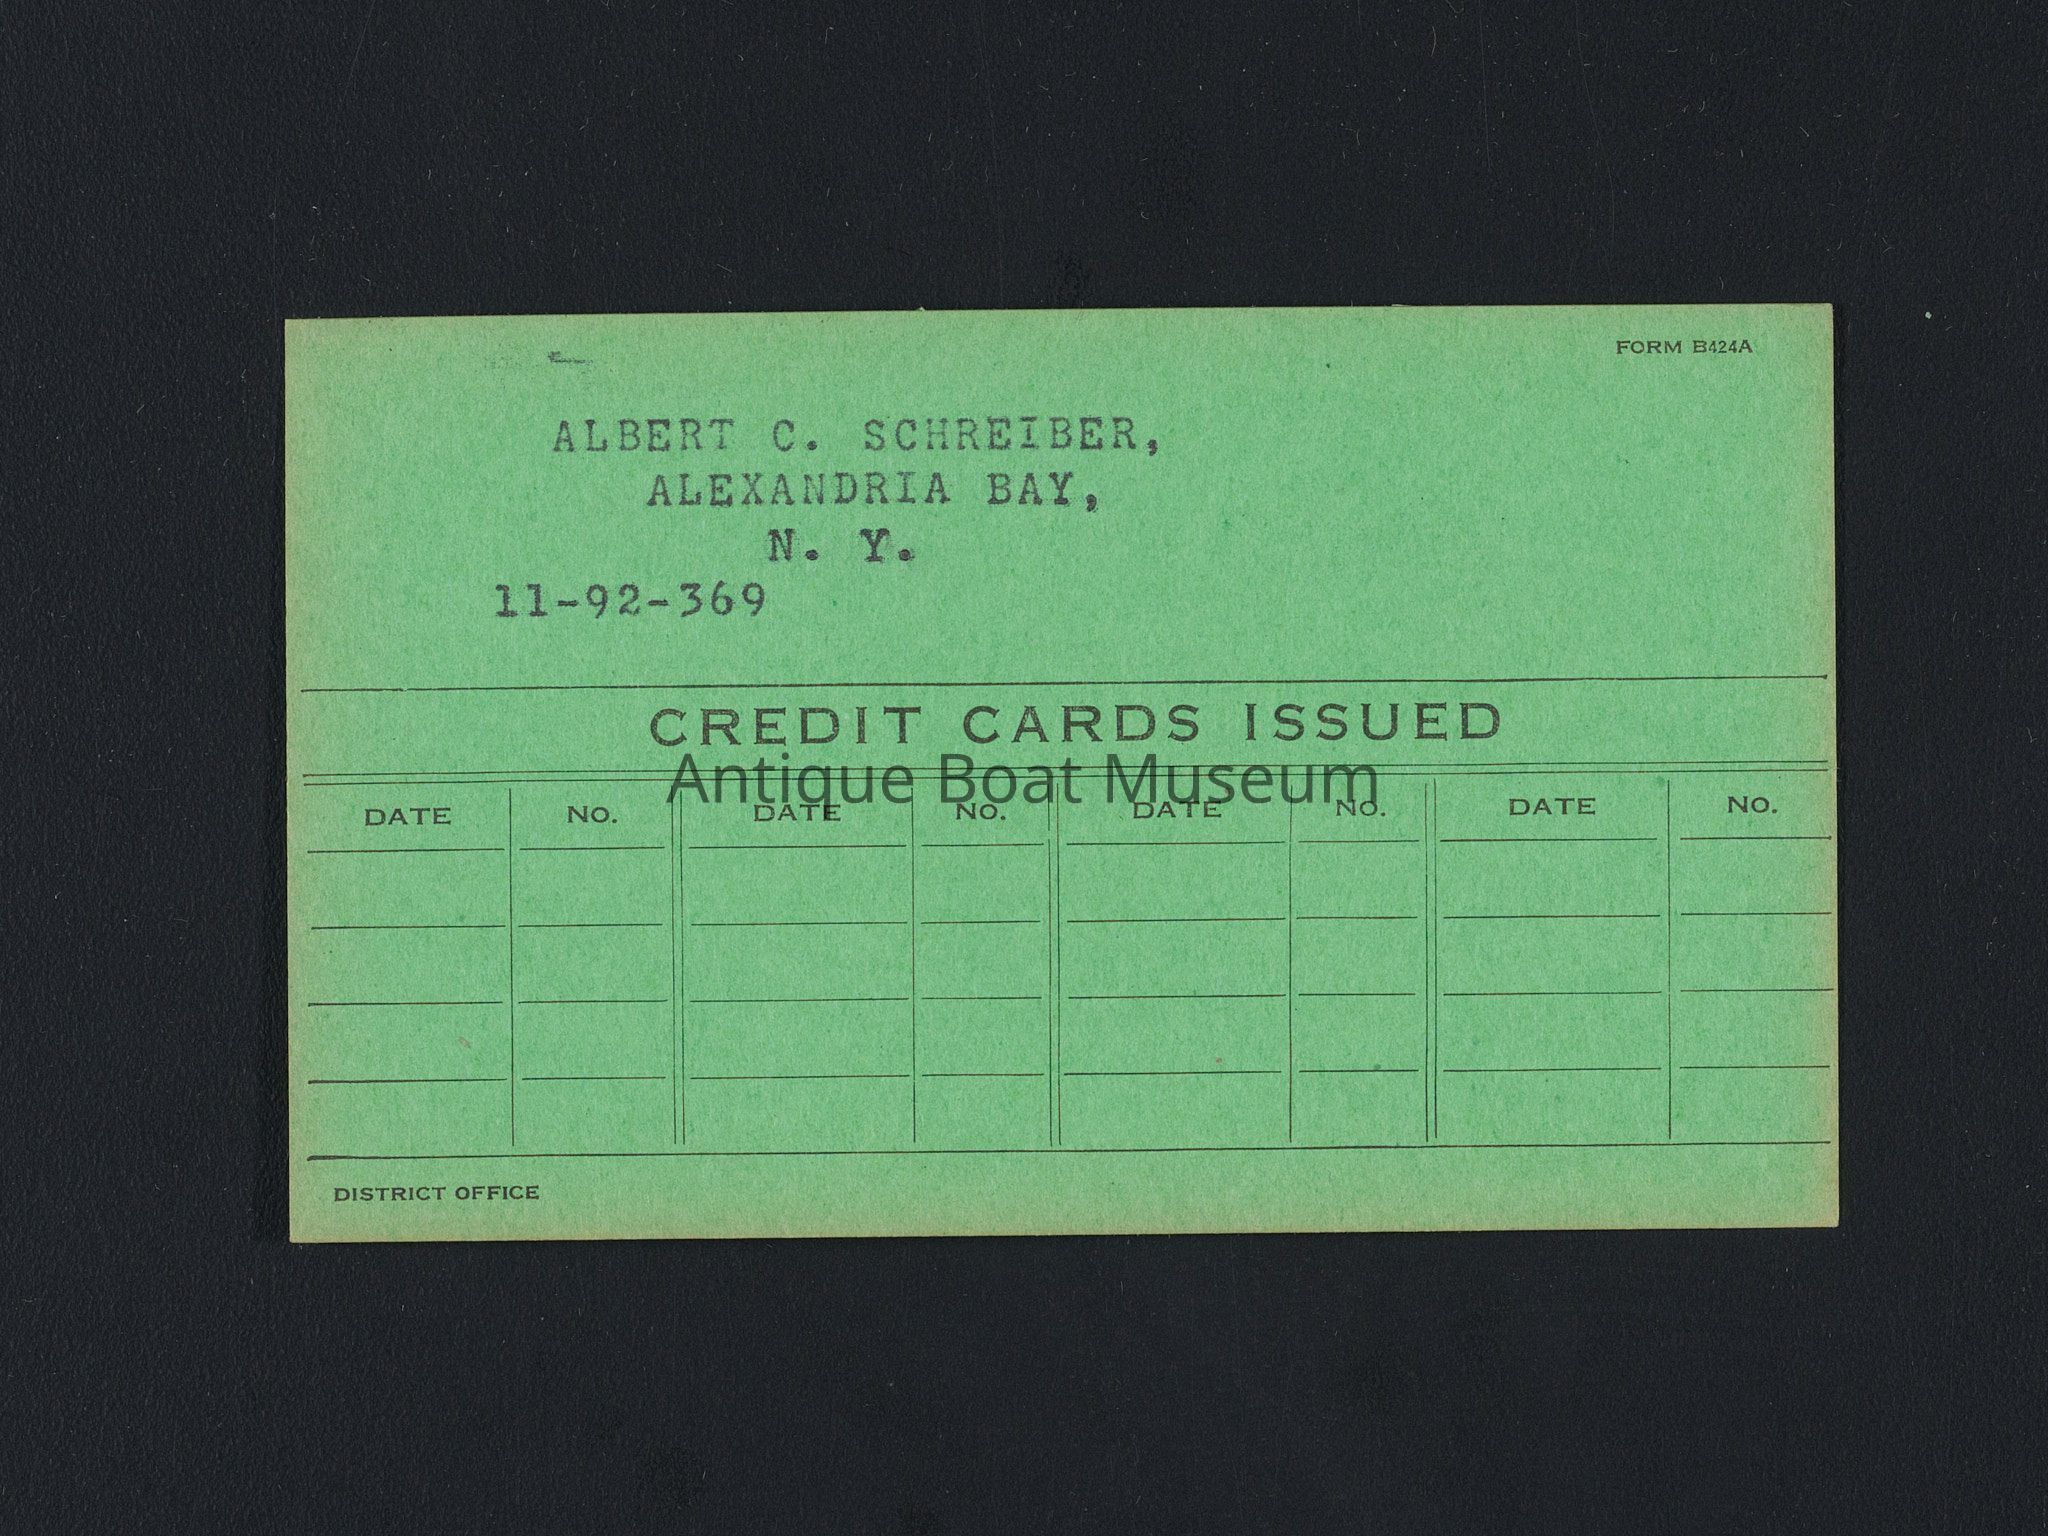 FORM B424A
ALBERT C. SCHREIBER,
ALEXANDRIA BAY,
N. Y.
11-92-369
CREDIT CARDS ISSUED
Antique Boat Museum
DATE NO. DATE NO. DATE NO. DATE NO.
DISTRICT OFFICE